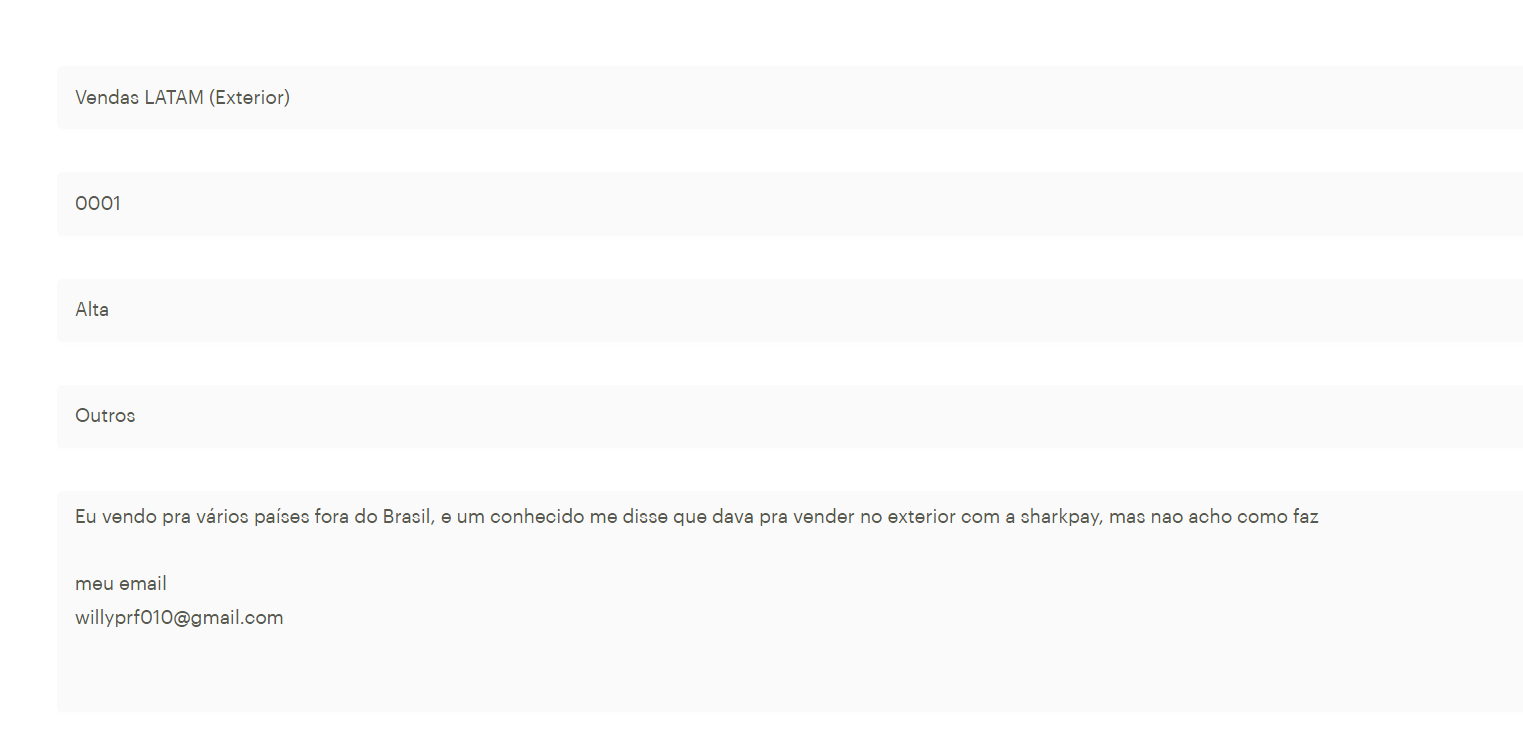 Vendas LATAM (Exterior)
0001
Alta
Outros
Eu vendo pra vários países fora do Brasil, e um conhecido me disse que dava pra vender no exterior com a sharkpay, mas nao acho como faz
meu email
willyprf010@gmail.com